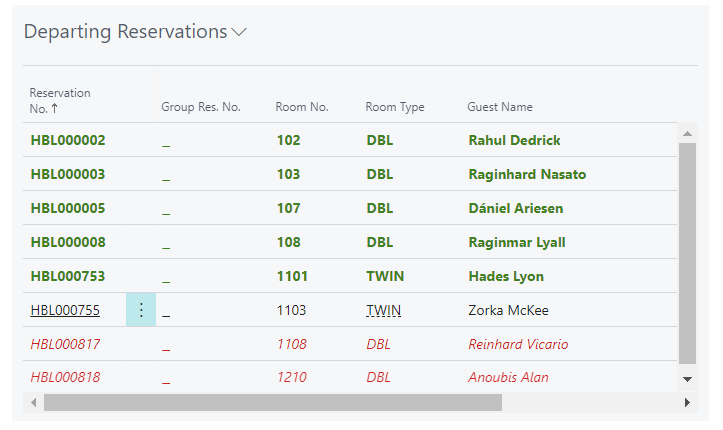 Departing Reservations
Reservation No. ↑ Group Res. No. Room No. Room Type Guest Name
HBL000002 _ 102 DBL Rahul Dedrick
HBL000003 _ 103 DBL Raginhard Nasato
HBL000005 _ 107 DBL Dániel Ariesen
HBL000008 _ 108 DBL Raginmar Lyall
HBL000753 _ 1101 TWIN Hades Lyon
HBL000755 _ 1103 TWIN Zorka McKee
HBL000817 _ 1108 DBL Reinhard Vicario
HBL000818 _ 1210 DBL Anoubis Alan